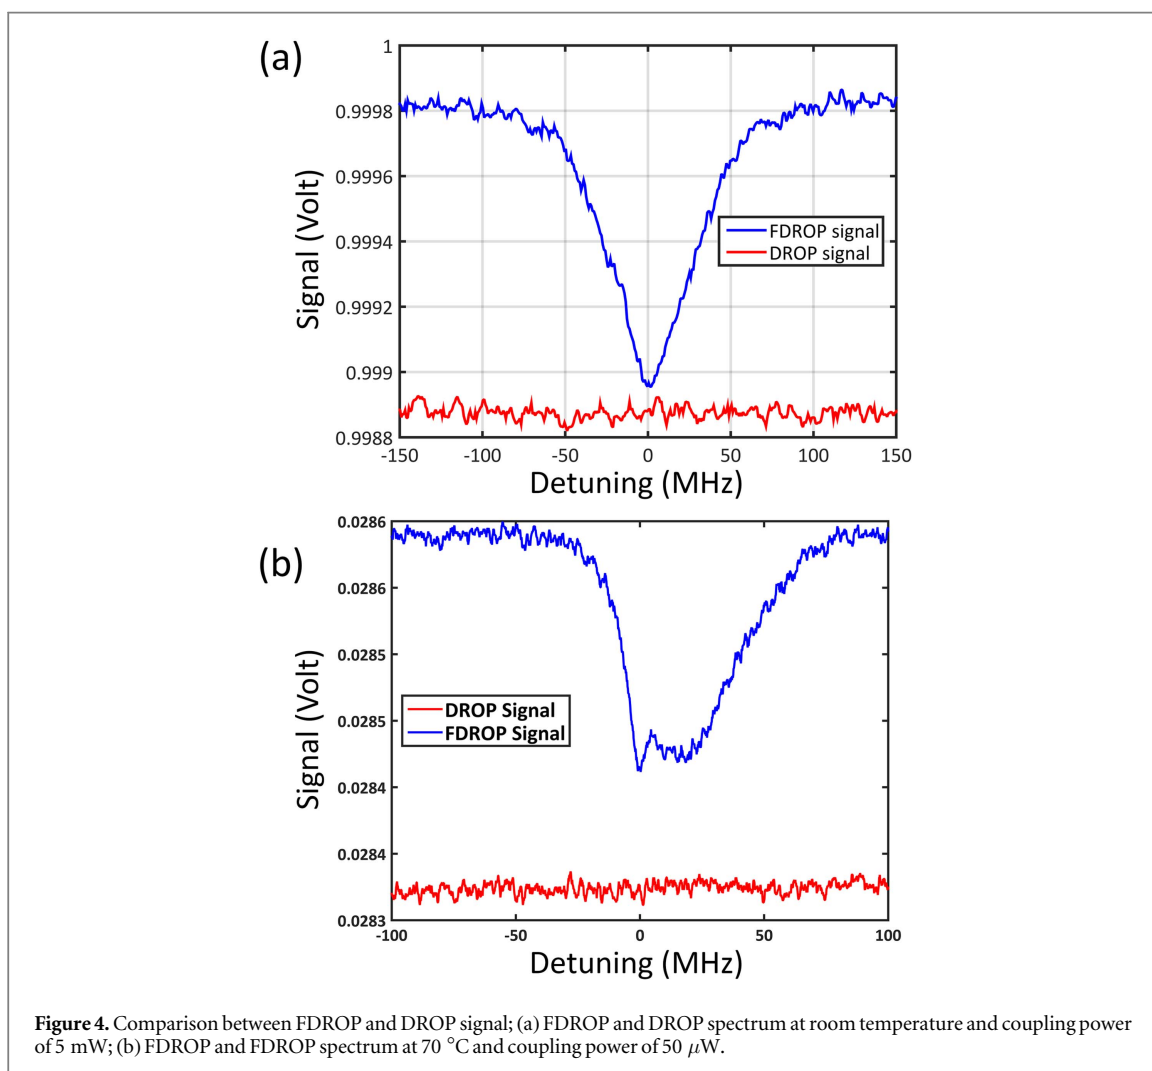 (a)
1
0.9998
0.9996
0.9994
0.9992
0.999
0.9988
Signal (Volt)
FDROP signal
DROP signal
-150 -100 -50 0 50 100 150
Detuning (MHz)
(b)
0.0286
0.0286
0.0285
0.0285
0.0284
0.0284
0.0283
Signal (Volt)
DROP Signal
FDROP Signal
-100 -50 0 50 100
Detuning (MHz)
Figure 4. Comparison between FDROP and DROP signal; (a) FDROP and DROP spectrum at room temperature and coupling power
of 5 mW; (b) FDROP and FDROP spectrum at 70 °C and coupling power of 50 μW.